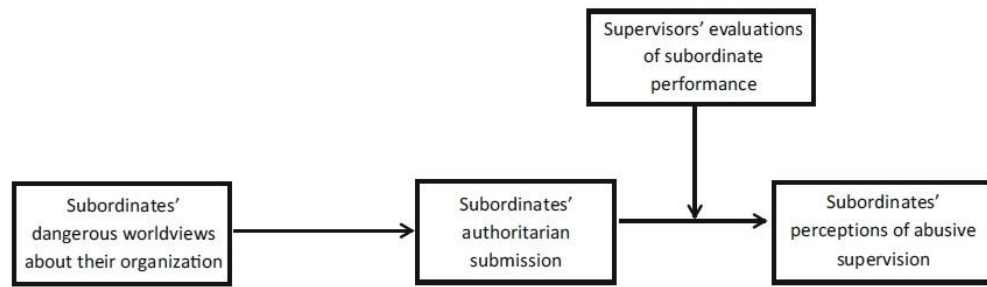 Supervisors' evaluations
of subordinate
performance
Subordinates'
dangerous worldviews
about their organization
Subordinates'
authoritarian
submission
Subordinates'
perceptions of abusive
supervision